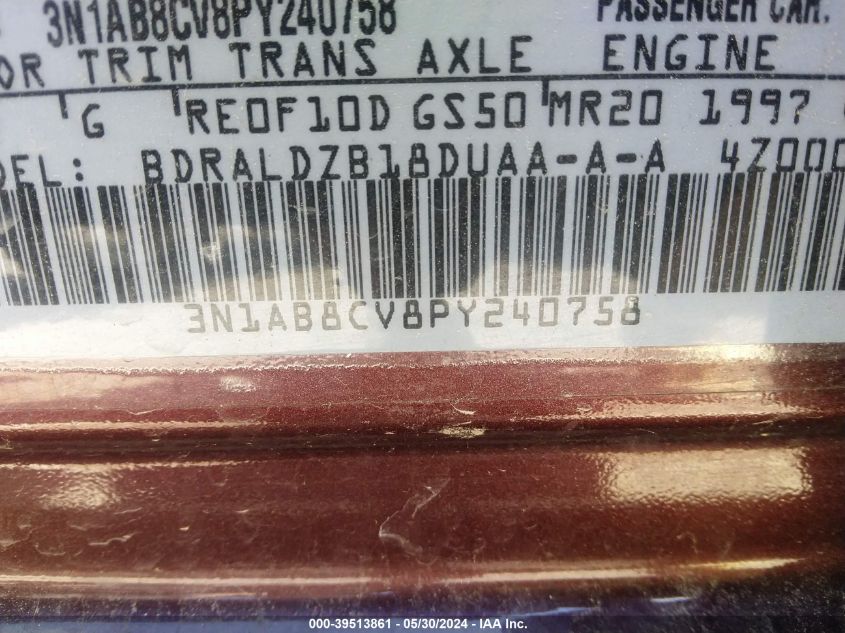 3N1AB8CV8PY240758 PASSENGER CAR.
OR TRIM TRANS AXLE ENGINE
G RE0F10D GS50 MR20 1997
DEL: BDRALDZB18DUAA-A-A 4Z000
3N1AB8CV8PY240758
000-39513861 - 05/30/2024 - IAA Inc.